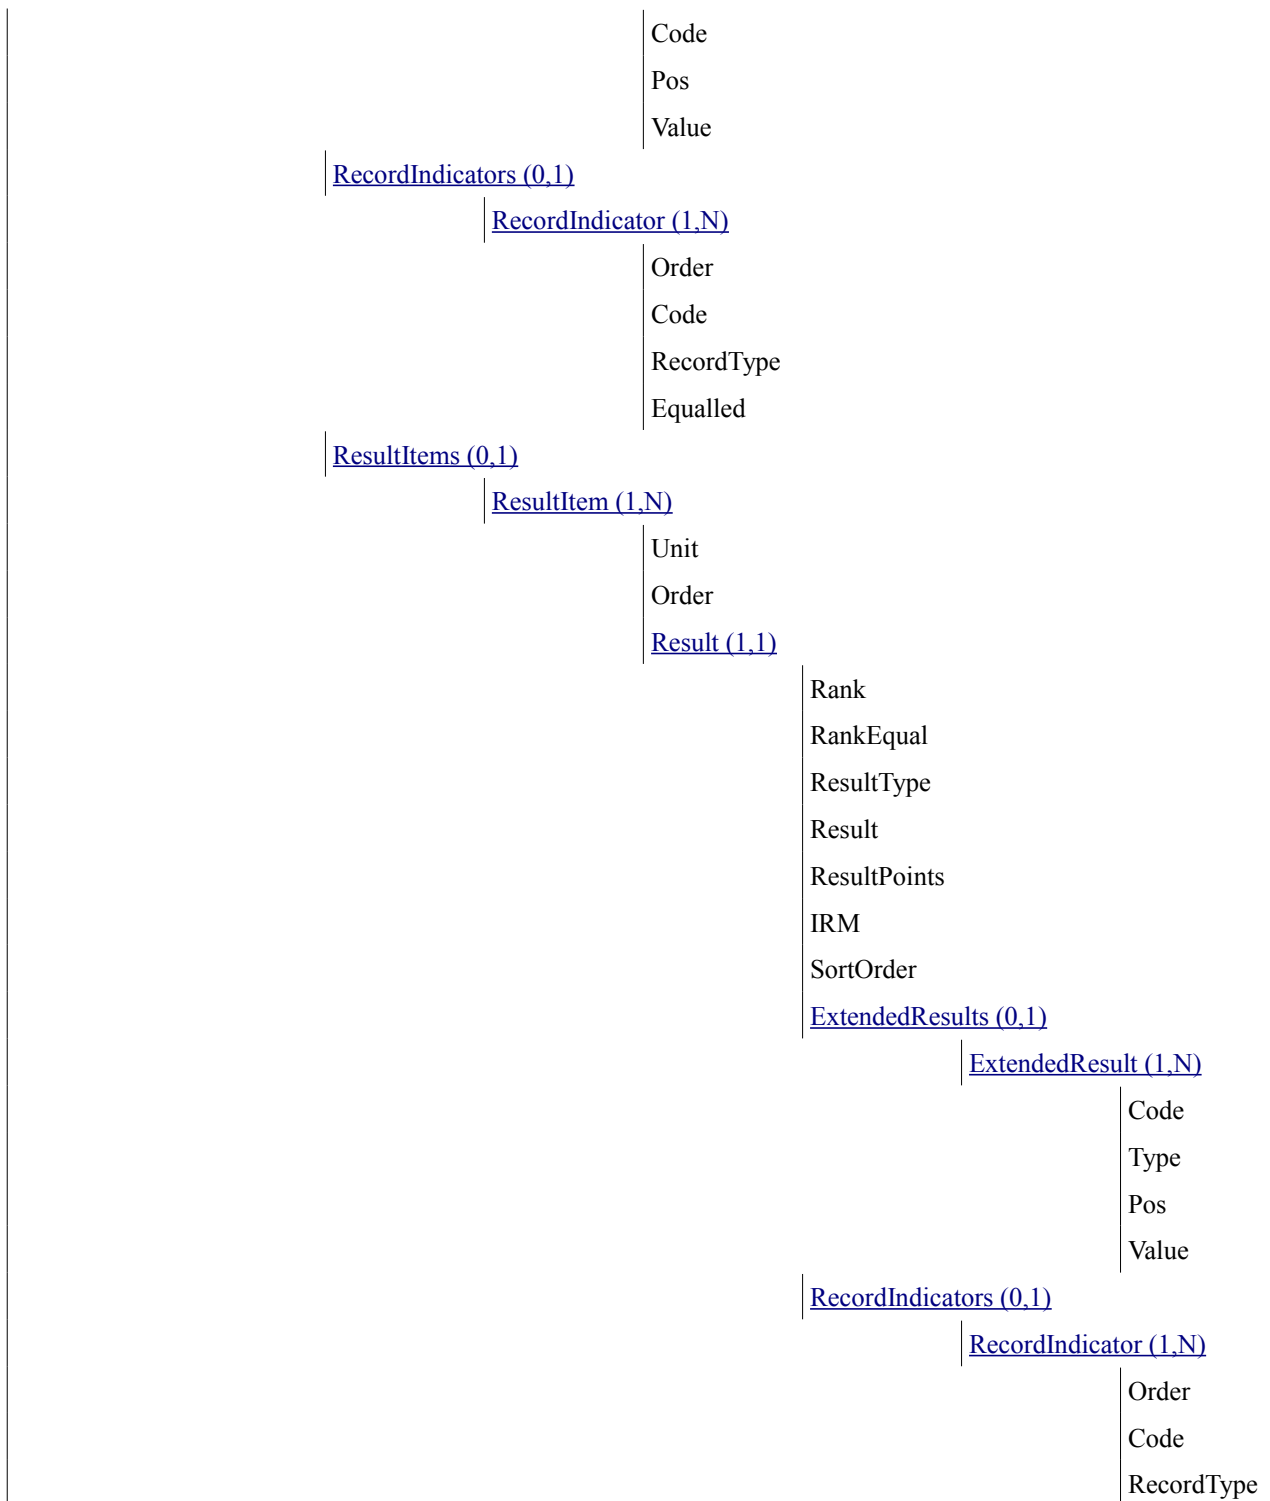 Code
Pos
Value
RecordIndicators (0,1)
RecordIndicator (1,N)
Order
Code
RecordType
Equalled
ResultItems (0,1)
ResultItem (1,N)
Unit
Order
Result (1,1)
Rank
RankEqual
ResultType
Result
ResultPoints
IRM
SortOrder
ExtendedResults (0,1)
ExtendedResult (1,N)
Code
Type
Pos
Value
RecordIndicators (0,1)
RecordIndicator (1,N)
Order
Code
RecordType